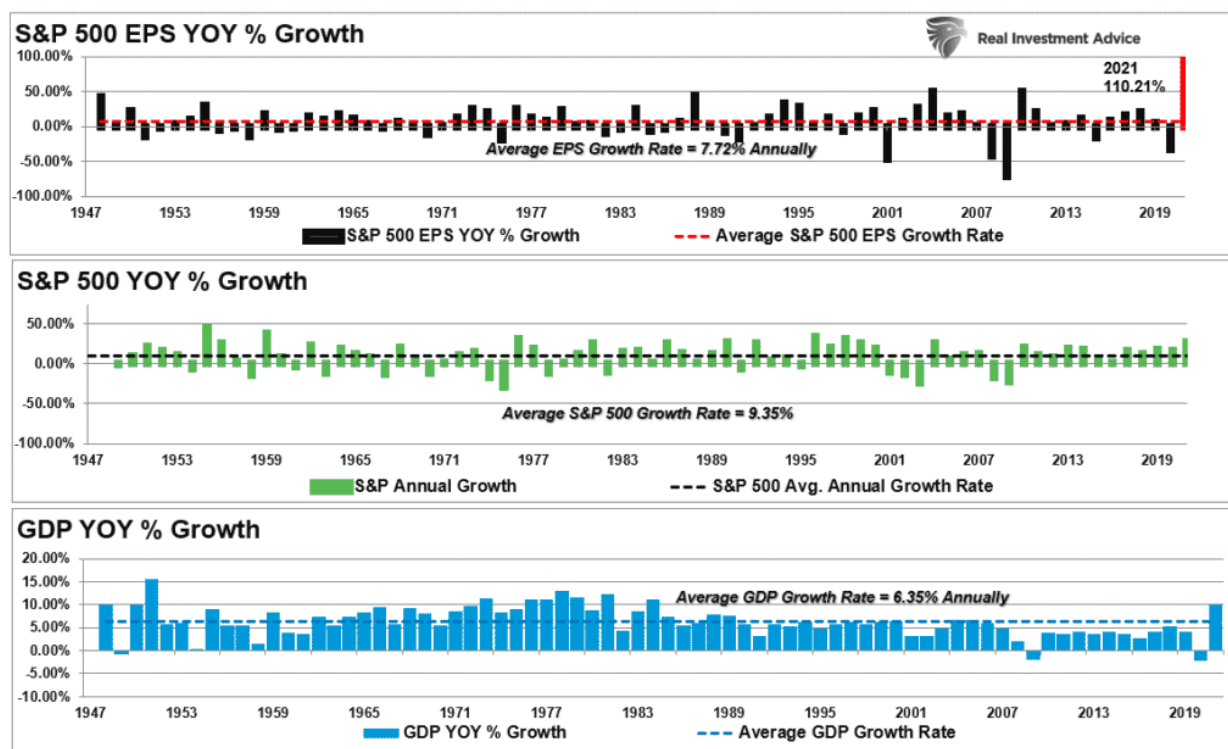 S&P 500 EPS YOY % Growth
Real Investment Advice
100.00%
50.00%
0.00%
-50.00%
-100.00%
2021
110.21%
Average EPS Growth Rate = 7.72% Annually
1947 1953 1959 1965 1971 1977 1983 1989 1995 2001 2007 2013 2019
S&P 500 EPS YOY % Growth Average S&P 500 EPS Growth Rate
S&P 500 YOY % Growth
50.00%
0.00%
-50.00%
-100.00%
Average S&P 500 Growth Rate = 9.35%
1947 1953 1959 1965 1971 1977 1983 1989 1995 2001 2007 2013 2019
S&P Annual Growth S&P 500 Avg. Annual Growth Rate
GDP YOY % Growth
20.00%
15.00%
10.00%
5.00%
0.00%
-5.00%
-10.00%
Average GDP Growth Rate = 6.35% Annually
1947 1953 1959 1965 1971 1977 1983 1989 1995 2001 2007 2013 2019
GDP YOY % Growth Average GDP Growth Rate